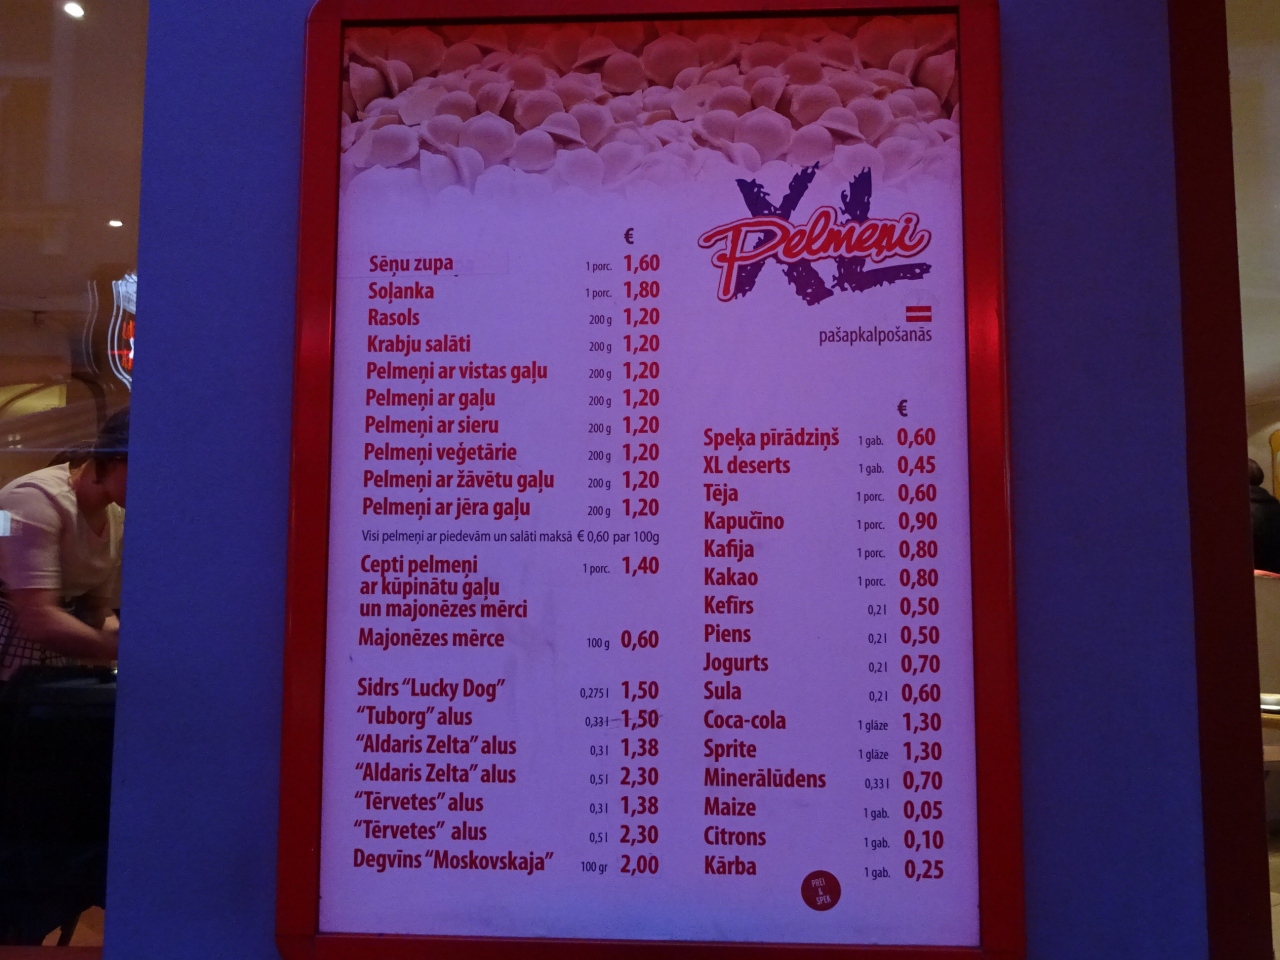 XL Pelmeņi
pašapkalpošanās
€
Sēņu zupa 1 porc. 1,60
Soļanka 1 porc. 1,80
Rasols 200 g 1,20
Krabju salāti 200 g 1,20
Pelmeņi ar vistas gaļu 200 g 1,20
Pelmeņi ar gaļu 200 g 1,20
Pelmeņi ar sieru 200 g 1,20
Pelmeņi veģetārie 200 g 1,20
Pelmeņi ar žāvētu gaļu 200 g 1,20
Pelmeņi ar jēra gaļu 200 g 1,20
Visi pelmeņi ar piedevām un salāti maksā € 0,60 par 100g
Cepti pelmeņi 1 porc. 1,40
ar kūpinātu gaļu
un majonēzes mērci
Majonēzes mērce 100 g 0,60
Sidrs “Lucky Dog” 0,275 l 1,50
“Tuborg” alus 0,33 l 1,50
“Aldaris Zelta” alus 0,3 l 1,38
“Aldaris Zelta” alus 0,5 l 2,30
“Tērvetes” alus 0,3 l 1,38
“Tērvetes” alus 0,5 l 2,30
Degvīns “Moskovskaja” 100 gr 2,00
€
Speķa pīrādziņš 1 gab. 0,60
XL deserts 1 gab. 0,45
Tēja 1 porc. 0,60
Kapučīno 1 porc. 0,90
Kafija 1 porc. 0,80
Kakao 1 porc. 0,80
Kefīrs 0,2 l 0,50
Piens 0,2 l 0,50
Jogurts 0,2 l 0,70
Sula 0,2 l 0,60
Coca-cola 1 glāze 1,30
Sprite 1 glāze 1,30
Minerālūdens 0,33 l 0,70
Maize 1 gab. 0,05
Citrons 1 gab. 0,10
Kārba 1 gab. 0,25
PREI
&
SPEK